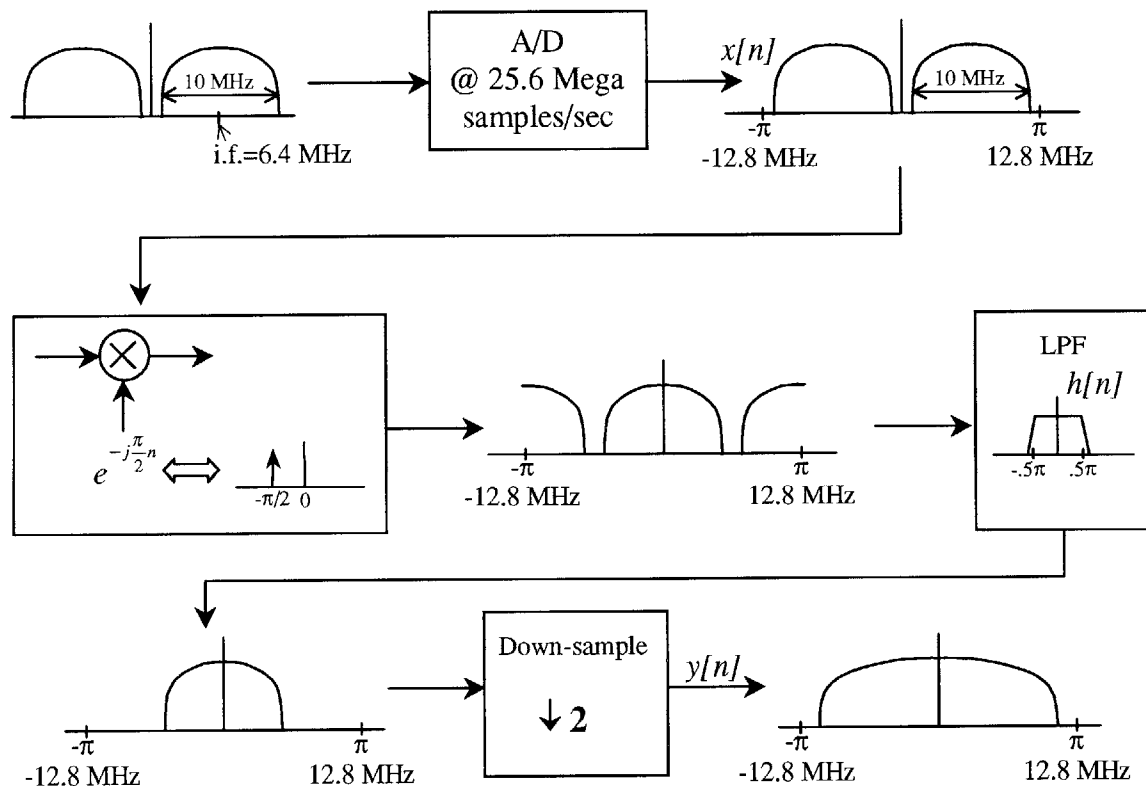 10 MHz
i.f.=6.4 MHz
A/D
@ 25.6 Mega
samples/sec
x[n]
10 MHz
-π
π
-12.8 MHz
12.8 MHz
e^{-j\frac{π}{2}n}
-π/2
0
-π
π
-12.8 MHz
12.8 MHz
LPF
h[n]
-.5π
.5π
-π
π
-12.8 MHz
12.8 MHz
Down-sample
↓ 2
y[n]
-π
π
-12.8 MHz
12.8 MHz